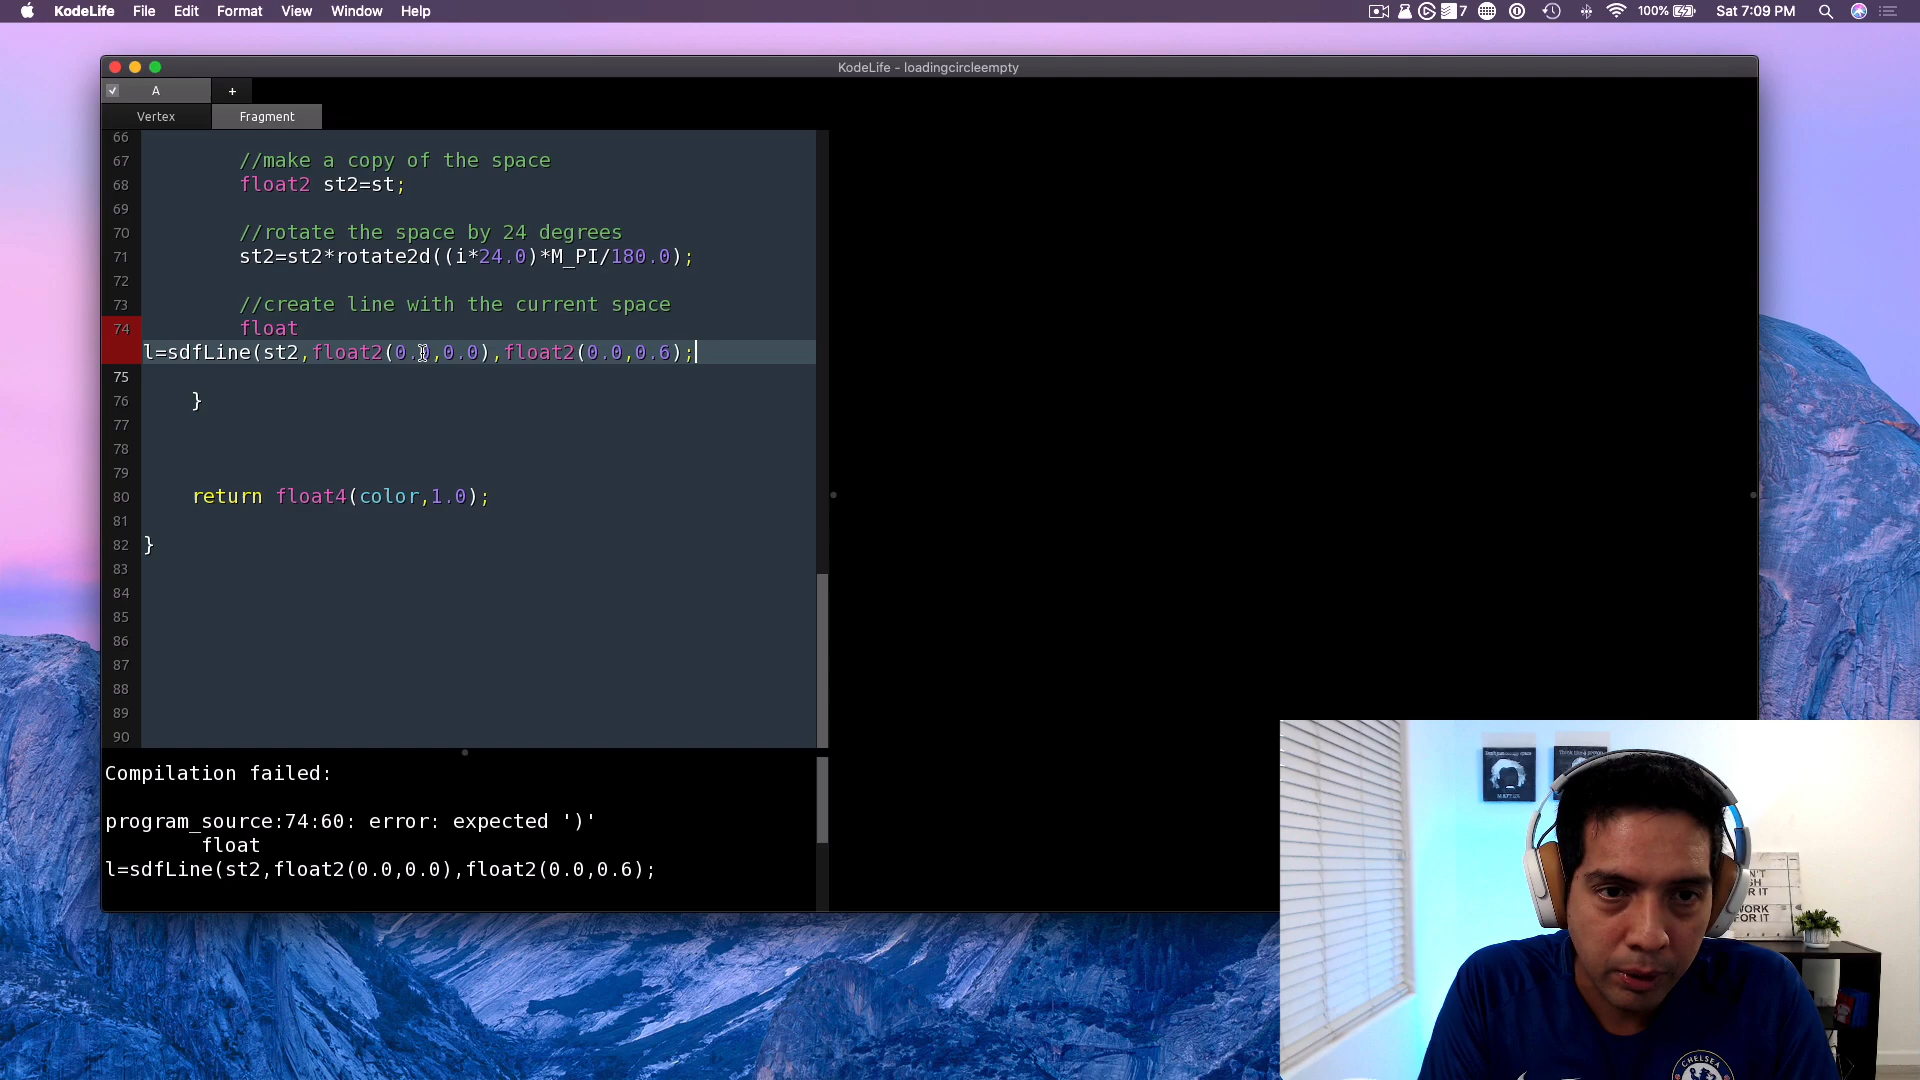 KodeLife File Edit Format View Window Help
7 100% Sat 7:09 PM
KodeLife - loadingcircleempty
A +
Vertex Fragment
66
67 //make a copy of the space
68 float2 st2=st;
69
70 //rotate the space by 24 degrees
71 st2=st2*rotate2d((i*24.0)*M_PI/180.0);
72
73 //create line with the current space
74 float
l=sdfLine(st2,float2(0.0,0.0),float2(0.0,0.6);
75
76 }
77
78
79
80 return float4(color,1.0);
81
82 }
83
84
85
86
87
88
89
90
Compilation failed:
program_source:74:60: error: expected ')'
float
l=sdfLine(st2,float2(0.0,0.0),float2(0.0,0.6);
WORK
FOR IT
CHELSEA